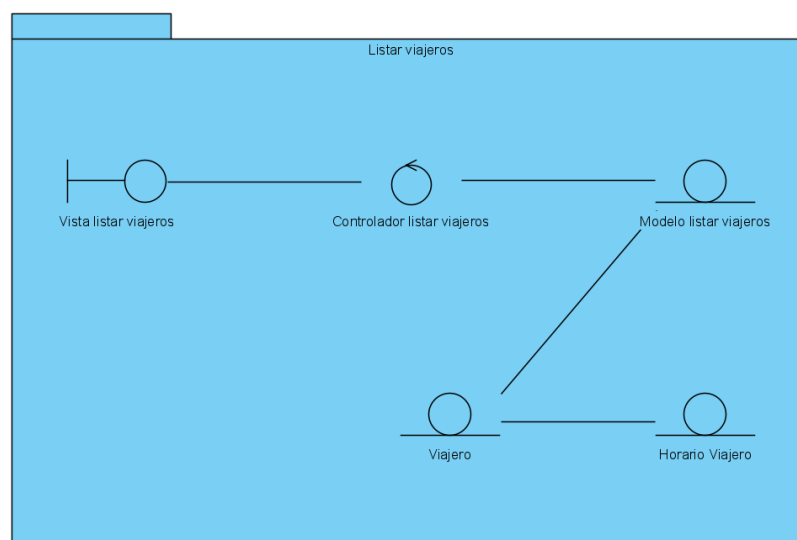 Listar viajeros
Vista listar viajeros
Controlador listar viajeros
Modelo listar viajeros
Viajero
Horario Viajero